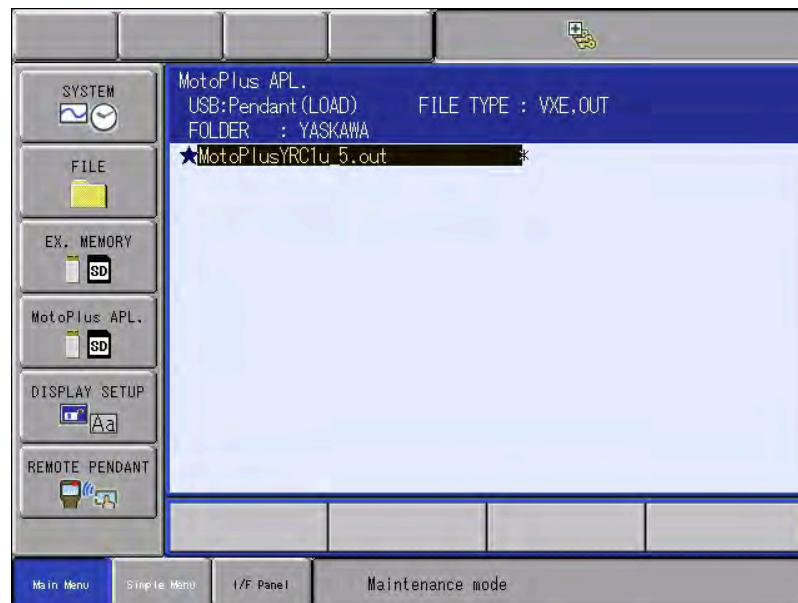 SYSTEM
FILE
EX. MEMORY
SD
MotoPlus APL.
SD
DISPLAY SETUP
Aa
REMOTE PENDANT
MotoPlus APL.
USB:Pendant(LOAD) FILE TYPE : VXE,OUT
FOLDER : YASKAWA
★MotoPlusYRC1u_5.out *
Main Menu Simple Menu I/F Panel Maintenance mode